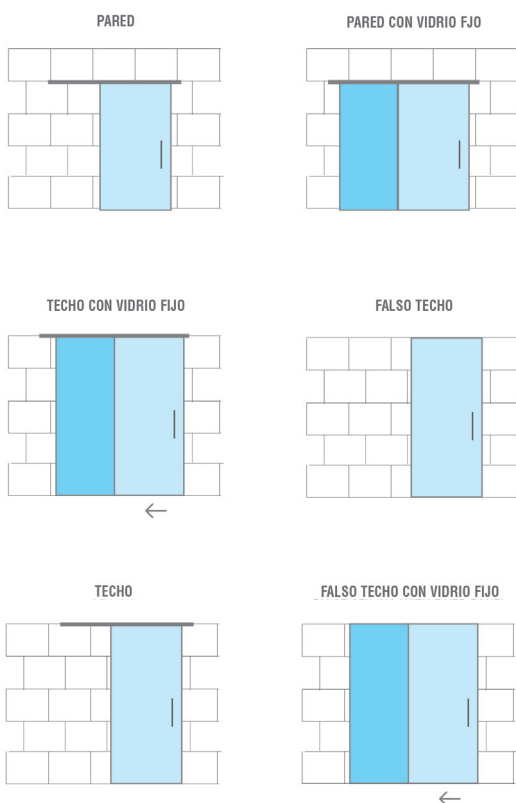 PARED
PARED CON VIDRIO FJO
TECHO CON VIDRIO FIJO
FALSO TECHO
TECHO
FALSO TECHO CON VIDRIO FIJO